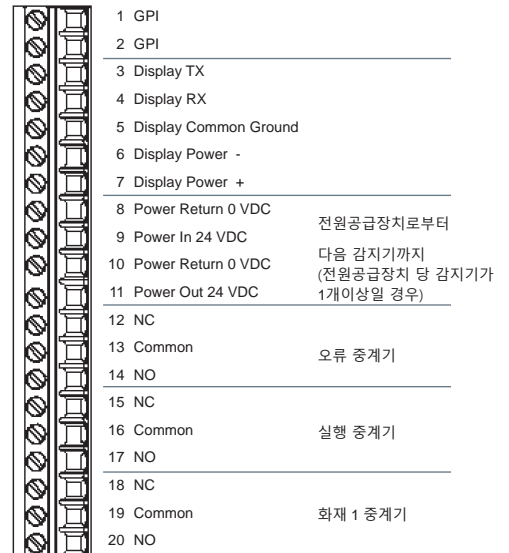 1 GPI
2 GPI
3 Display TX
4 Display RX
5 Display Common Ground
6 Display Power -
7 Display Power +
8 Power Return 0 VDC
전원공급장치로부터
9 Power In 24 VDC
다음 감지기까지
10 Power Return 0 VDC
(전원공급장치 당 감지기가
11 Power Out 24 VDC
1개이상일 경우)
12 NC
13 Common
오류 중계기
14 NO
15 NC
16 Common
실행 중계기
17 NO
18 NC
19 Common
화재 1 중계기
20 NO